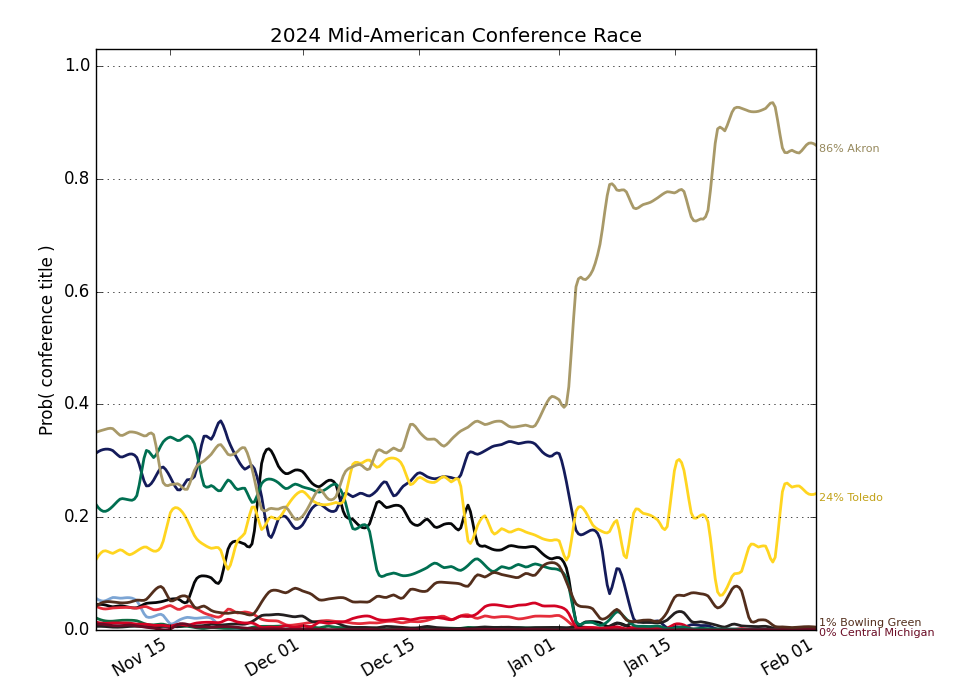 2024 Mid-American Conference Race
Prob( conference title )
1.0
0.8
0.6
0.4
0.2
0.0
86% Akron
24% Toledo
1% Bowling Green
0% Central Michigan
Nov 15
Dec 01
Dec 15
Jan 01
Jan 15
Feb 01